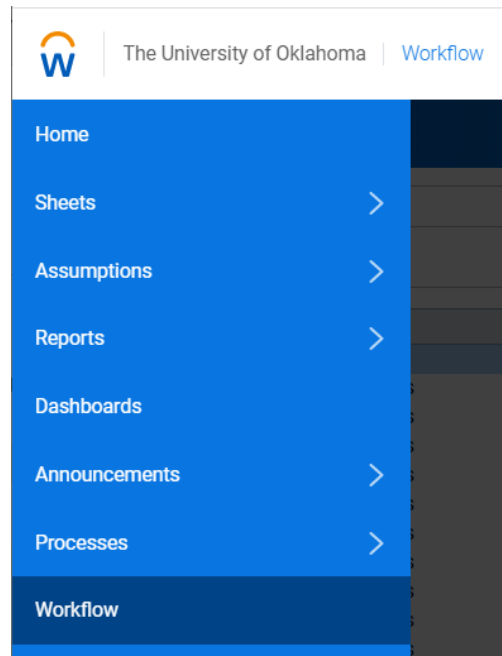 The University of Oklahoma Workflow
Home
Sheets
Assumptions
Reports
Dashboards
Announcements
Processes
Workflow